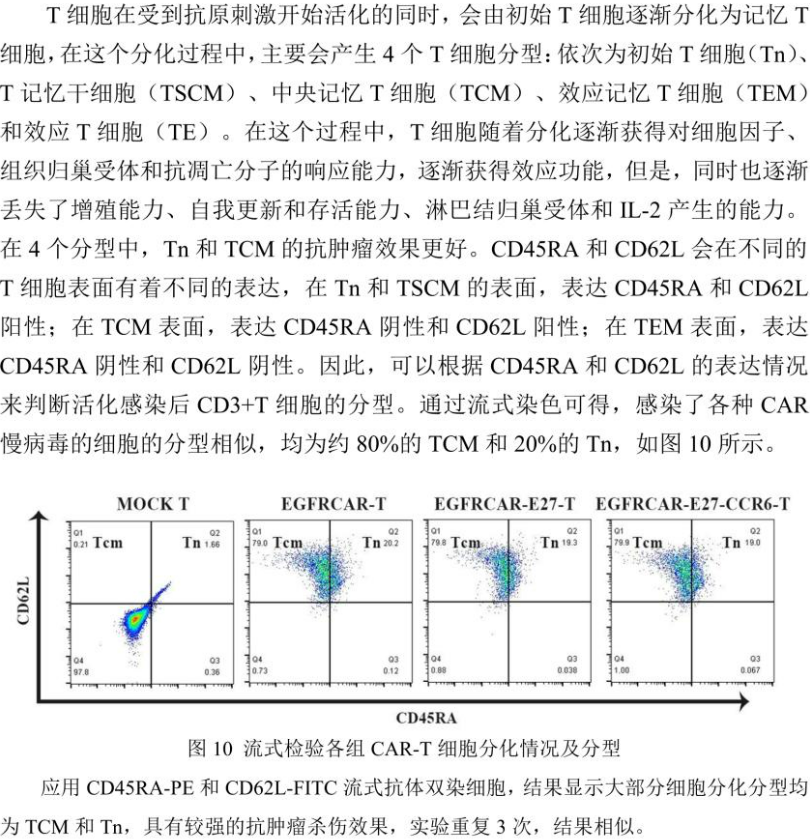 T 细胞在受到抗原刺激开始活化的同时，会由初始 T 细胞逐渐分化为记忆 T
细胞，在这个分化过程中，主要会产生 4 个 T 细胞分型：依次为初始 T 细胞（Tn）、
T 记忆干细胞（TSCM）、中央记忆 T 细胞（TCM）、效应记忆 T 细胞（TEM）
和效应 T 细胞（TE）。在这个过程中，T 细胞随着分化逐渐获得对细胞因子、
组织归巢受体和抗凋亡分子的响应能力，逐渐获得效应功能，但是，同时也逐渐
丢失了增殖能力、自我更新和存活能力、淋巴结归巢受体和 IL-2 产生的能力。
在 4 个分型中，Tn 和 TCM 的抗肿瘤效果更好。CD45RA 和 CD62L 会在不同的
T 细胞表面有着不同的表达，在 Tn 和 TSCM 的表面，表达 CD45RA 和 CD62L
阳性；在 TCM 表面，表达 CD45RA 阴性和 CD62L 阳性；在 TEM 表面，表达
CD45RA 阴性和 CD62L 阴性。因此，可以根据 CD45RA 和 CD62L 的表达情况
来判断活化感染后 CD3+T 细胞的分型。通过流式染色可得，感染了各种 CAR
慢病毒的细胞的分型相似，均为约 80%的 TCM 和 20%的 Tn，如图 10 所示。
MOCK T EGFRCAR-T EGFRCAR-E27-T EGFRCAR-E27-CCR6-T
Q1 Q2 Q1 Q2 Q1 Q2 Q1 Q2
0.21 Tcm Tn 1.66 79.0 Tcm Tn 20.2 79.8 Tcm Tn 19.3 79.9 Tcm Tn 19.0
CD62L
Q4 Q3 Q4 Q3 Q4 Q3 Q4 Q3
97.8 0.36 0.73 0.12 0.88 0.038 1.00 0.067
CD45RA
图 10 流式检验各组 CAR-T 细胞分化情况及分型
应用 CD45RA-PE 和 CD62L-FITC 流式抗体双染细胞，结果显示大部分细胞分化分型均
为 TCM 和 Tn，具有较强的抗肿瘤杀伤效果，实验重复 3 次，结果相似。